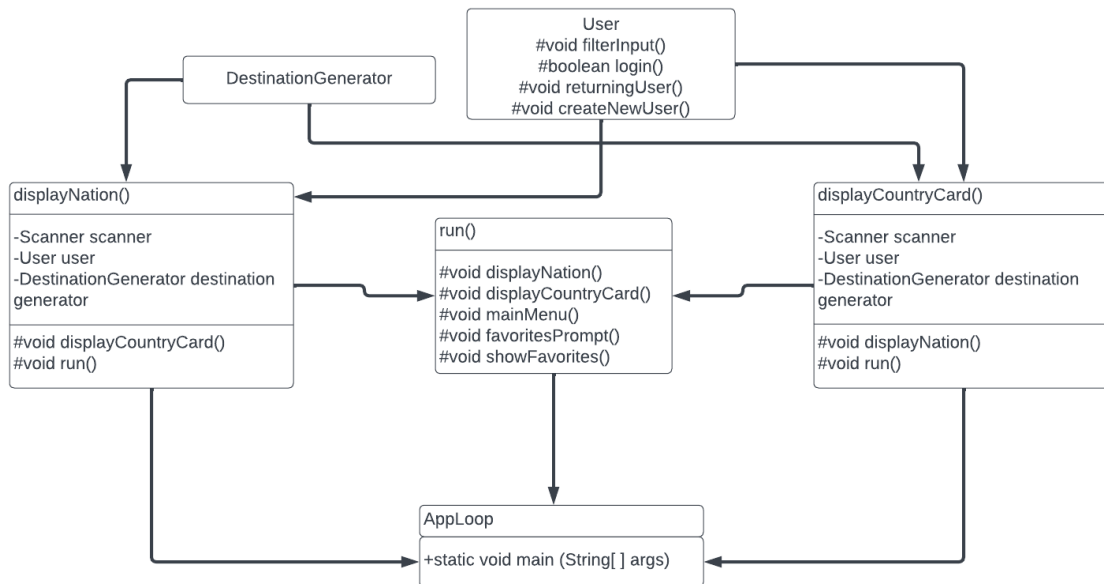 User
#void filterInput()
#boolean login()
#void returningUser()
#void createNewUser()
DestinationGenerator
displayNation()
-Scanner scanner
-User user
-DestinationGenerator destination
generator
#void displayCountryCard()
#void run()
run()
#void displayNation()
#void displayCountryCard()
#void mainMenu()
#void favoritesPrompt()
#void showFavorites()
displayCountryCard()
-Scanner scanner
-User user
-DestinationGenerator destination
generator
#void displayNation()
#void run()
AppLoop
+static void main (String[ ] args)